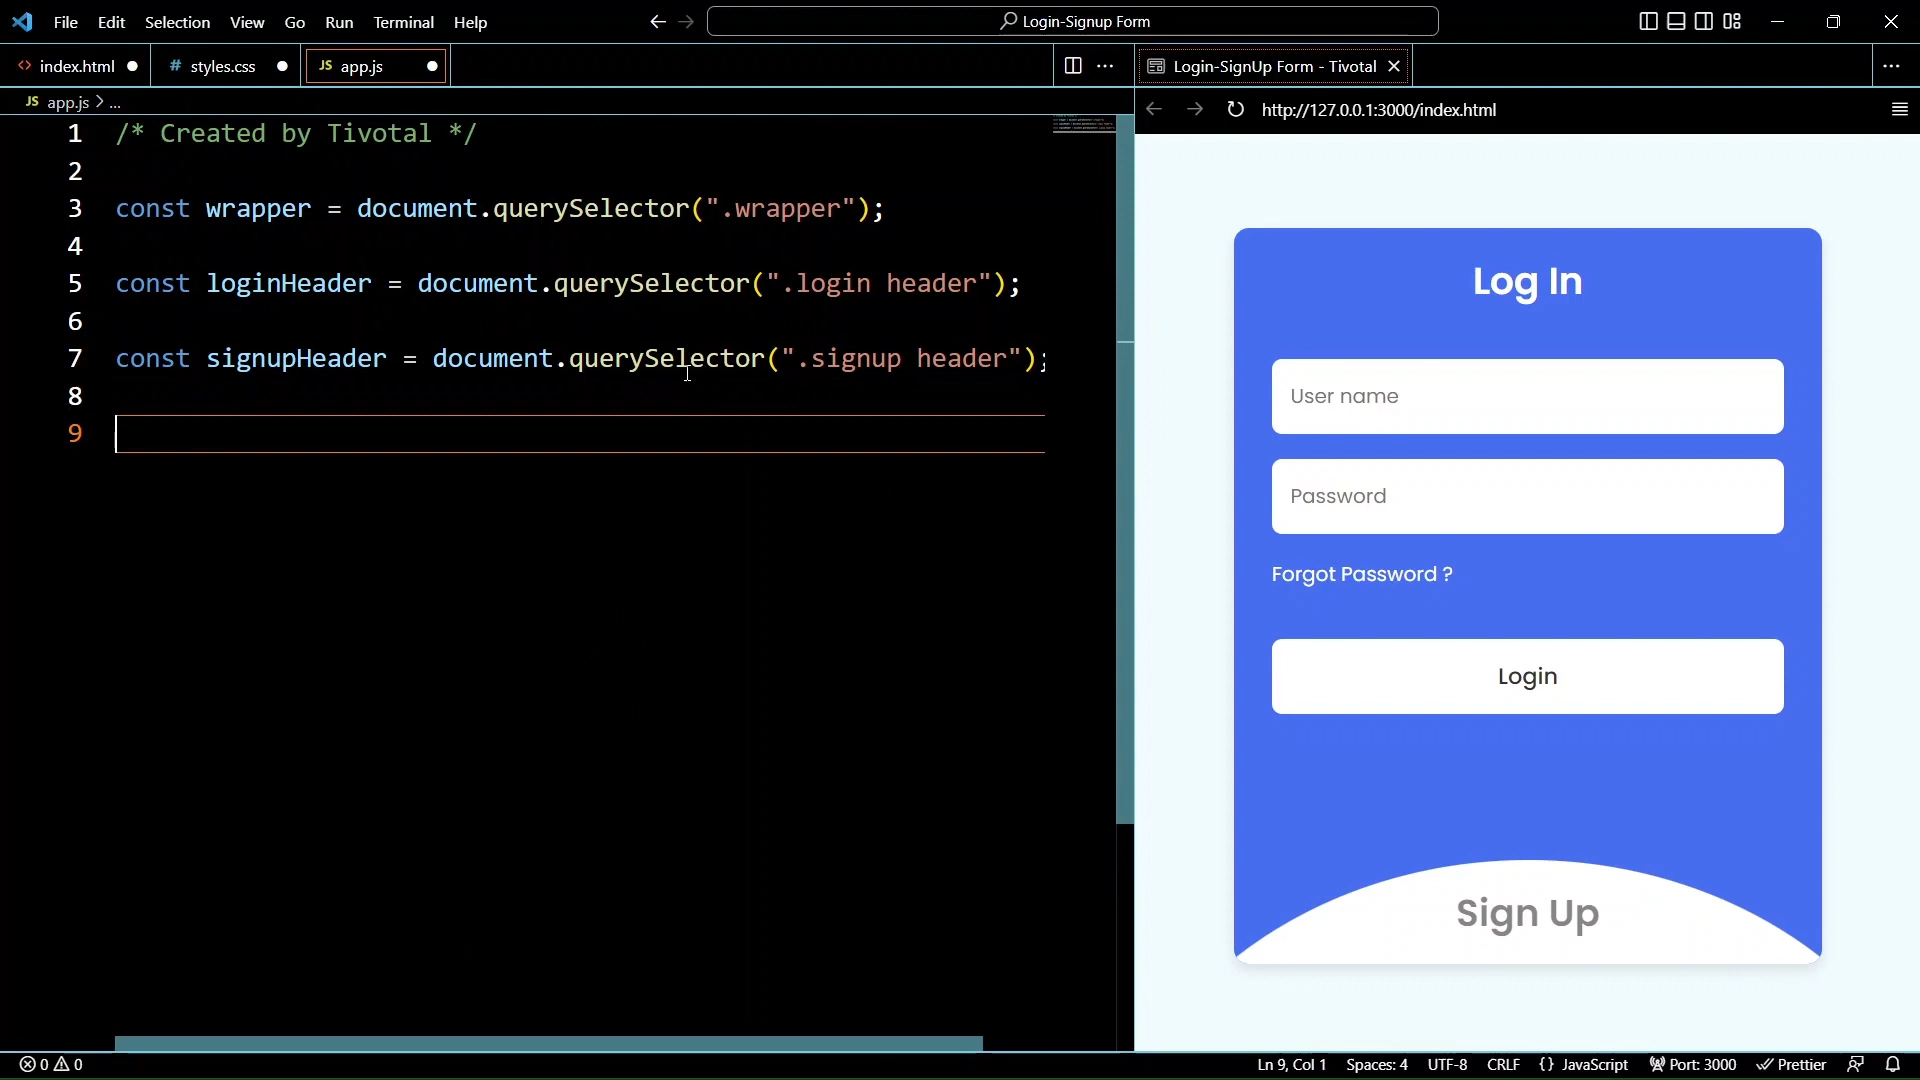 File Edit Selection View Go Run Terminal Help
Login-Signup Form
index.html
# styles.css
JS app.js
Login-SignUp Form - Tivotal
JS app.js > ...
http://127.0.0.1:3000/index.html
1 /* Created by Tivotal */
2
3 const wrapper = document.querySelector(".wrapper");
4
5 const loginHeader = document.querySelector(".login header");
6
7 const signupHeader = document.querySelector(".signup header");
8
9
Log In
User name
Password
Forgot Password ?
Login
Sign Up
0 0
Ln 9, Col 1 Spaces: 4 UTF-8 CRLF {} JavaScript Port: 3000 Prettier